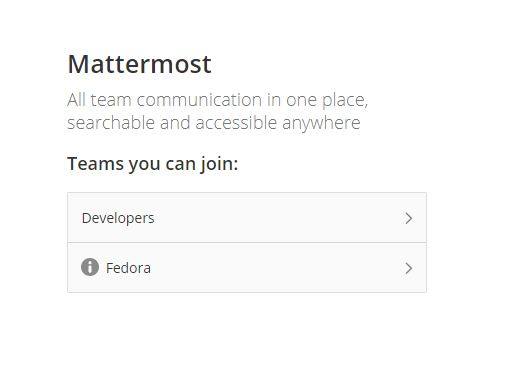 Mattermost
All team communication in one place,
searchable and accessible anywhere
Teams you can join:
Developers
Fedora